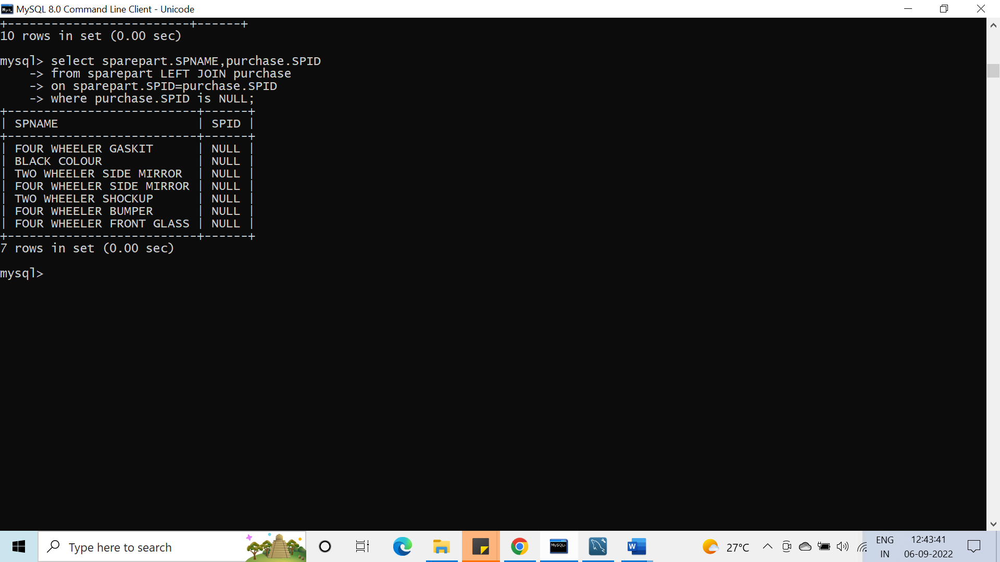 MySQL 8.0 Command Line Client - Unicode
+-------------------------+------+
10 rows in set (0.00 sec)
mysql> select sparepart.SPNAME,purchase.SPID
    -> from sparepart LEFT JOIN purchase
    -> on sparepart.SPID=purchase.SPID
    -> where purchase.SPID is NULL;
+--------------------------+------+
| SPNAME                   | SPID |
+--------------------------+------+
| FOUR WHEELER GASKIT      | NULL |
| BLACK COLOUR             | NULL |
| TWO WHEELER SIDE MIRROR  | NULL |
| FOUR WHEELER SIDE MIRROR | NULL |
| TWO WHEELER SHOCKUP      | NULL |
| FOUR WHEELER BUMPER      | NULL |
| FOUR WHEELER FRONT GLASS | NULL |
+--------------------------+------+
7 rows in set (0.00 sec)
mysql>
Type here to search
MySQL
W
27°C
ENG
IN
12:43:41
06-09-2022